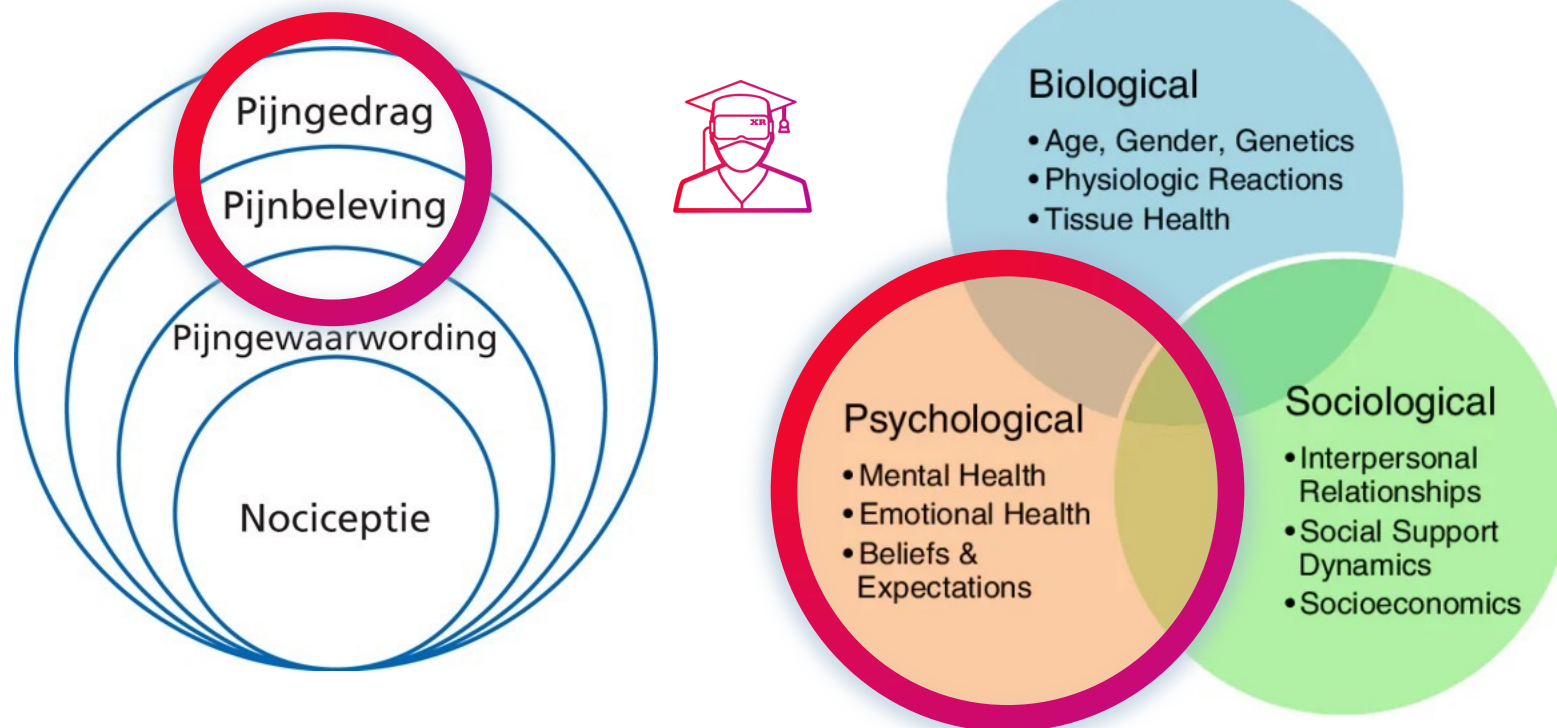 Pijngedrag
Pijnbeleving
Pijngewaarwording
Nociceptie
XR
Biological
• Age, Gender, Genetics
• Physiologic Reactions
• Tissue Health
Psychological
• Mental Health
• Emotional Health
• Beliefs &
Expectations
Sociological
• Interpersonal
Relationships
• Social Support
Dynamics
• Socioeconomics